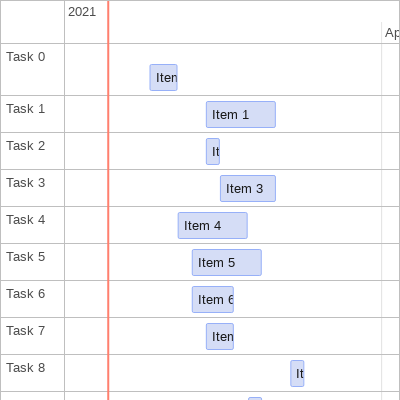 2021
Ap
Task 0
Iten
Task 1
Item 1
Task 2
It
Task 3
Item 3
Task 4
Item 4
Task 5
Item 5
Task 6
Item 6
Task 7
Iten
Task 8
It